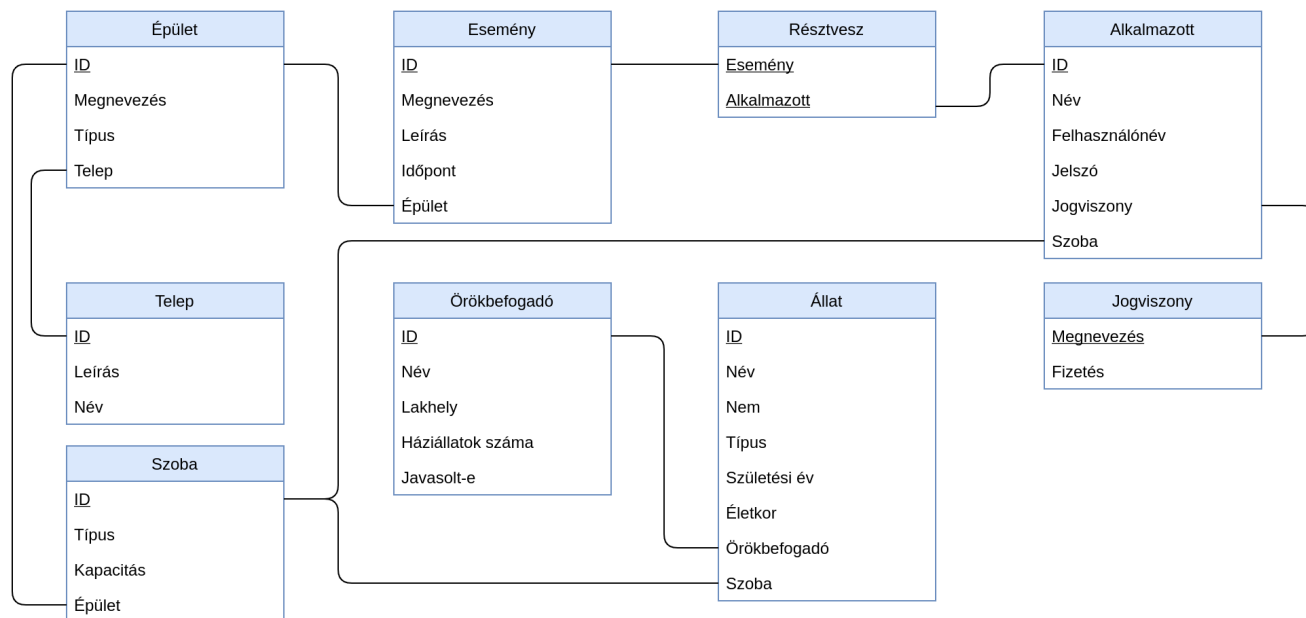 Épület
ID
Megnevezés
Típus
Telep
Esemény
ID
Megnevezés
Leírás
Időpont
Épület
Résztvesz
Esemény
Alkalmazott
Alkalmazott
ID
Név
Felhasználónév
Jelszó
Jogviszony
Szoba
Telep
ID
Leírás
Név
Örökbefogadó
ID
Név
Lakhely
Háziállatok száma
Javasolt-e
Állat
ID
Név
Nem
Típus
Születési év
Életkor
Örökbefogadó
Szoba
Jogviszony
Megnevezés
Fizetés
Szoba
ID
Típus
Kapacitás
Épület